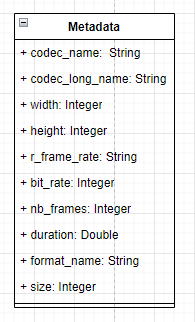 Metadata
+ codec_name: String
+ codec_long_name: String
+ width: Integer
+ height: Integer
+ r_frame_rate: String
+ bit_rate: Integer
+ nb_frames: Integer
+ duration: Double
+ format_name: String
+ size: Integer